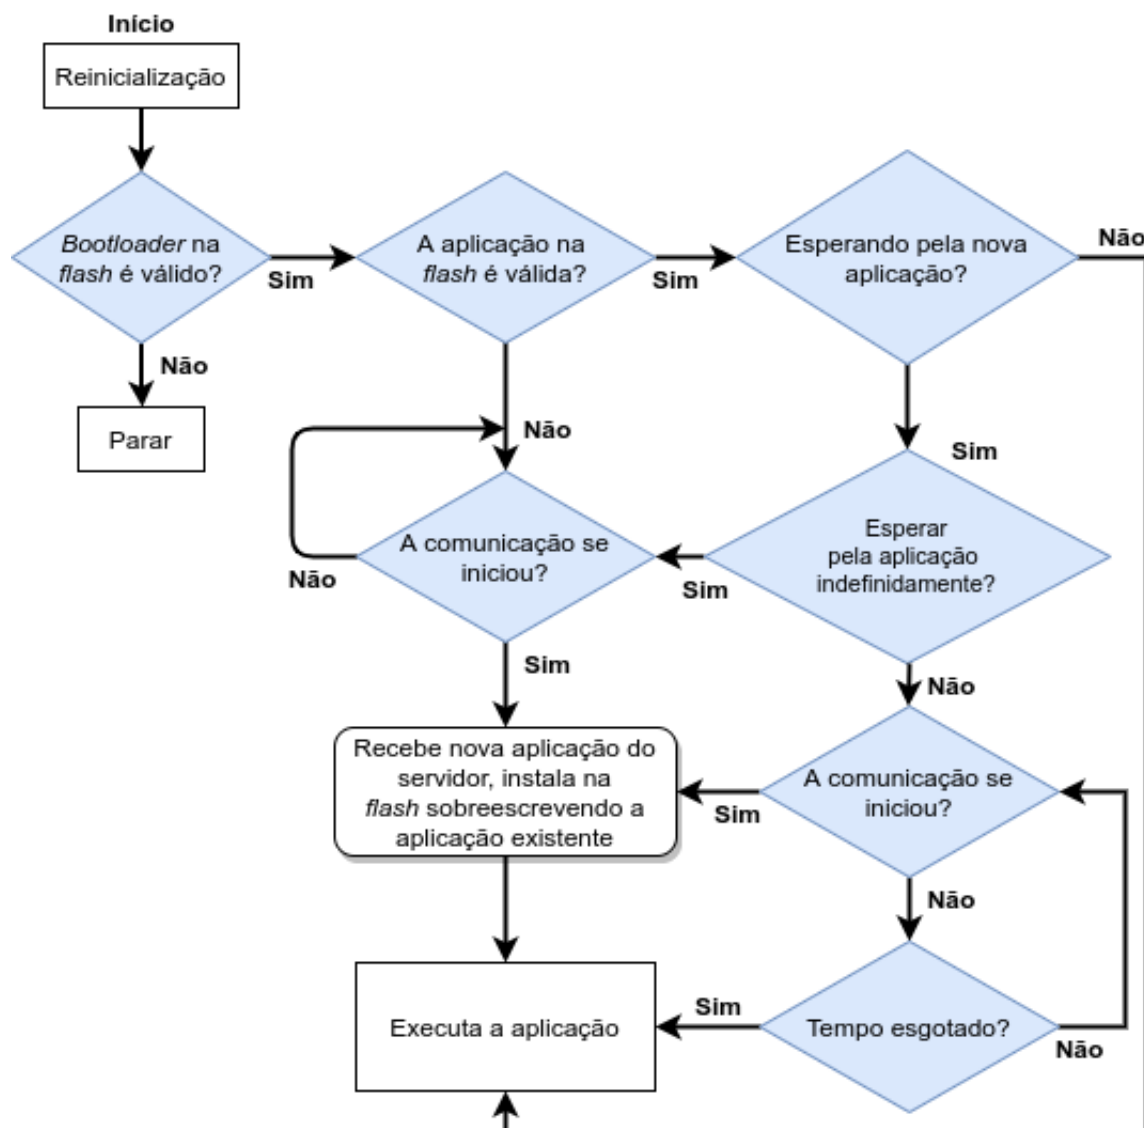 Início
Reinicialização
Bootloader na
flash é válido?
Sim
Não
Parar
A aplicação na
flash é válida?
Sim
Não
Esperando pela nova
aplicação?
Não
Sim
Esperar
pela aplicação
indefinidamente?
Sim
Não
A comunicação se
iniciou?
Não
Sim
Recebe nova aplicação do
servidor, instala na
flash sobreescrevendo a
aplicação existente
A comunicação se
iniciou?
Sim
Não
Tempo esgotado?
Sim
Não
Executa a aplicação